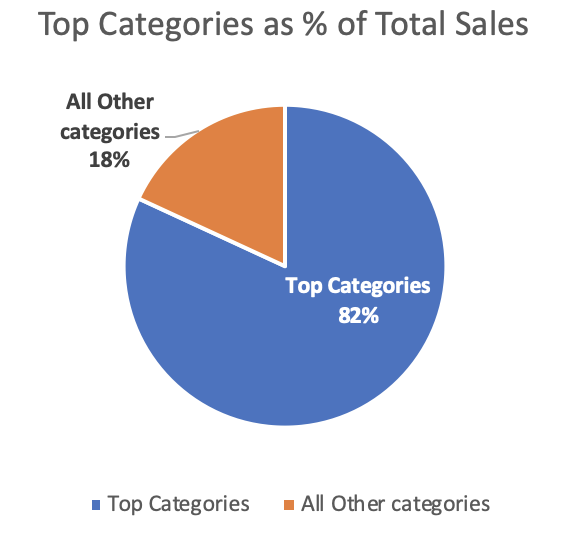 Top Categories as % of Total Sales
All Other
categories
18%
Top Categories
82%
Top Categories
All Other categories